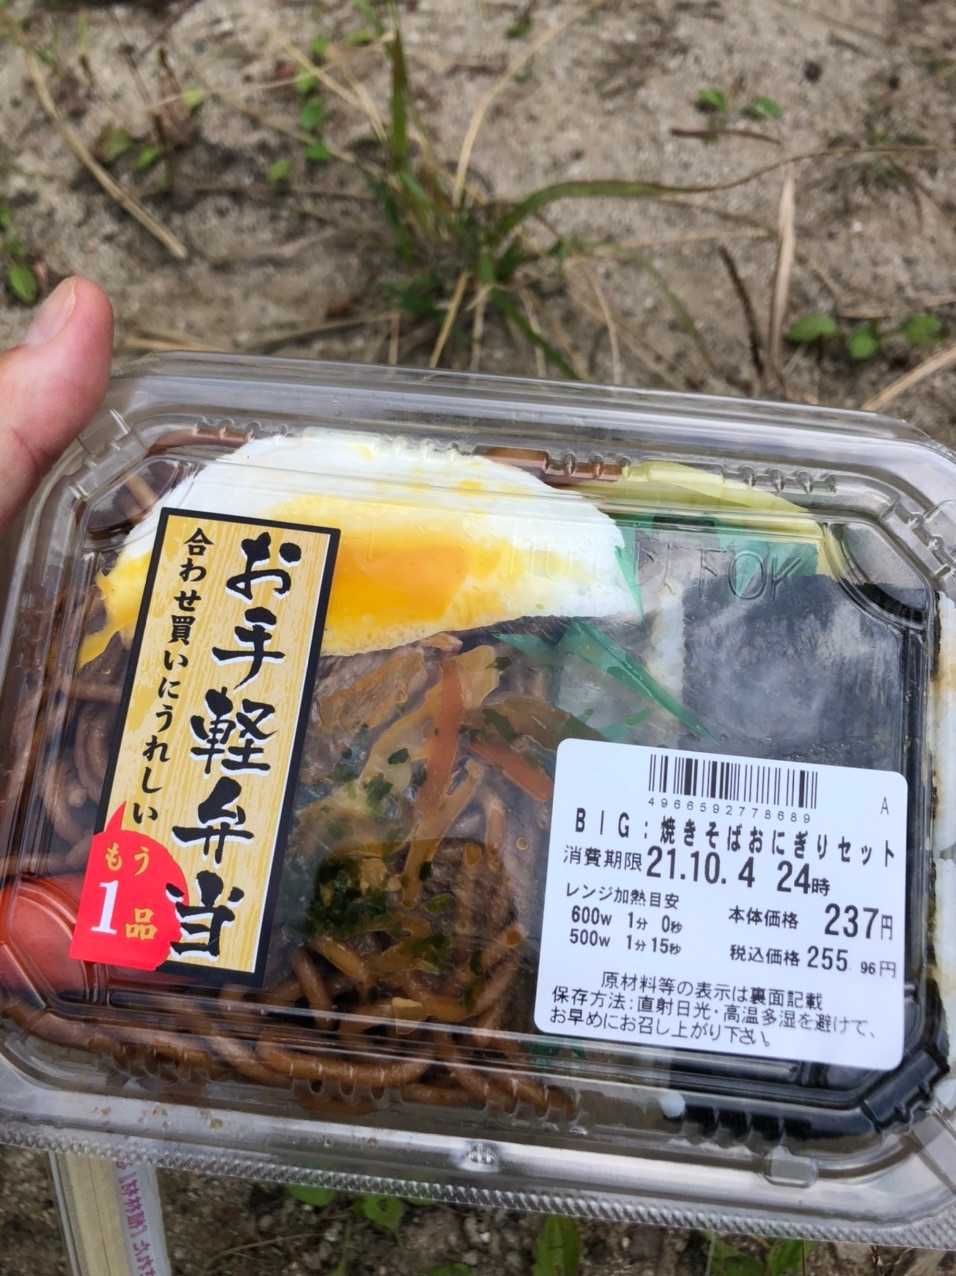 お手軽弁当
合わせ買いにうれしい
もう
1品
4966592778689
A
BIG:焼きそばおにぎりセット
消費期限21.10.4 24時
レンジ加熱目安
600w 1分 0秒
500w 1分15秒
本体価格 237円
税込価格 255.96円
原材料等の表示は裏面記載
保存方法:直射日光・高温多湿を避けて、
お早めにお召し上がり下さい。